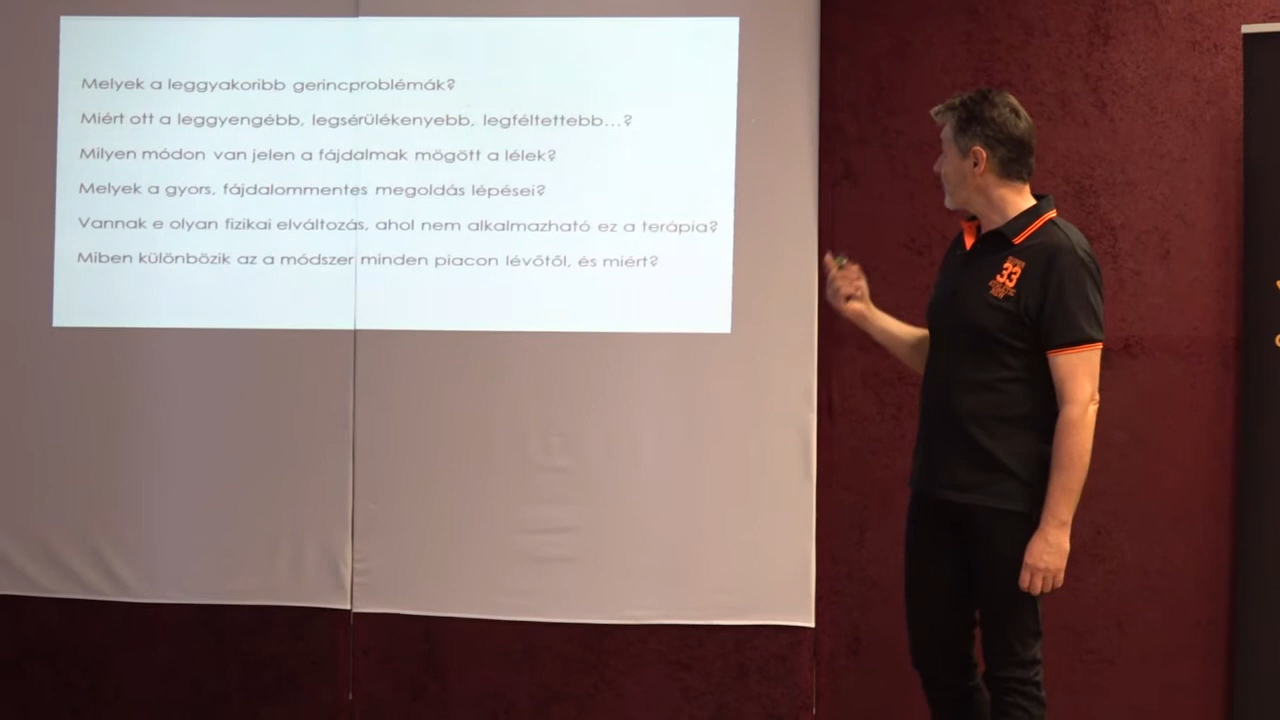 Melyek a leggyakoribb gerincproblémák?
Miért ott a leggyengébb, legsérülékenyebb, legféltettebb...?
Milyen módon van jelen a fájdalmak mögött a lélek?
Melyek a gyors, fájdalommentes megoldás lépései?
Vannak e olyan fizikai elváltozás, ahol nem alkalmazható ez a terápia?
Miben különbözik az a módszer minden piacon lévőtől, és miért?
33